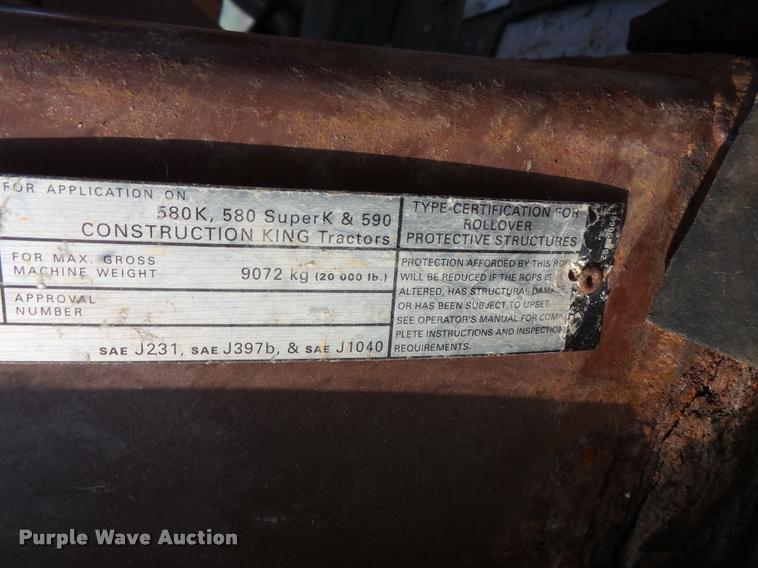 FOR APPLICATION ON
580K, 580 SuperK & 590
CONSTRUCTION KING Tractors
FOR MAX. GROSS
MACHINE WEIGHT
9072 kg (20 000 lb.)
APPROVAL
NUMBER
SAE J231, SAE J397b, & SAE J1040
TYPE-CERTIFICATION FOR
ROLLOVER
PROTECTIVE STRUCTURES
PROTECTION AFFORDED BY THIS
WILL BE REDUCED IF THE ROPS IS
ALTERED, HAS STRUCTURAL
OR HAS BEEN SUBJECT TO UPSET
SEE OPERATOR'S MANUAL FOR COM
PLETE INSTRUCTIONS AND INSPECTION
REQUIREMENTS.
Purple Wave Auction